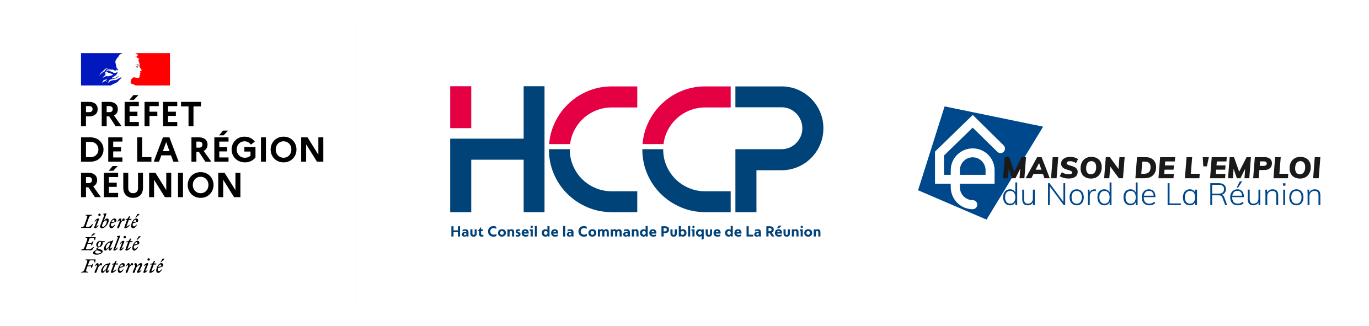 PRÉFET
DE LA RÉGION
RÉUNION
Liberté
Égalité
Fraternité
HCCP
Haut Conseil de la Commande Publique de La Réunion
e
MAISON DE L'EMPLOI
du Nord de La Réunion